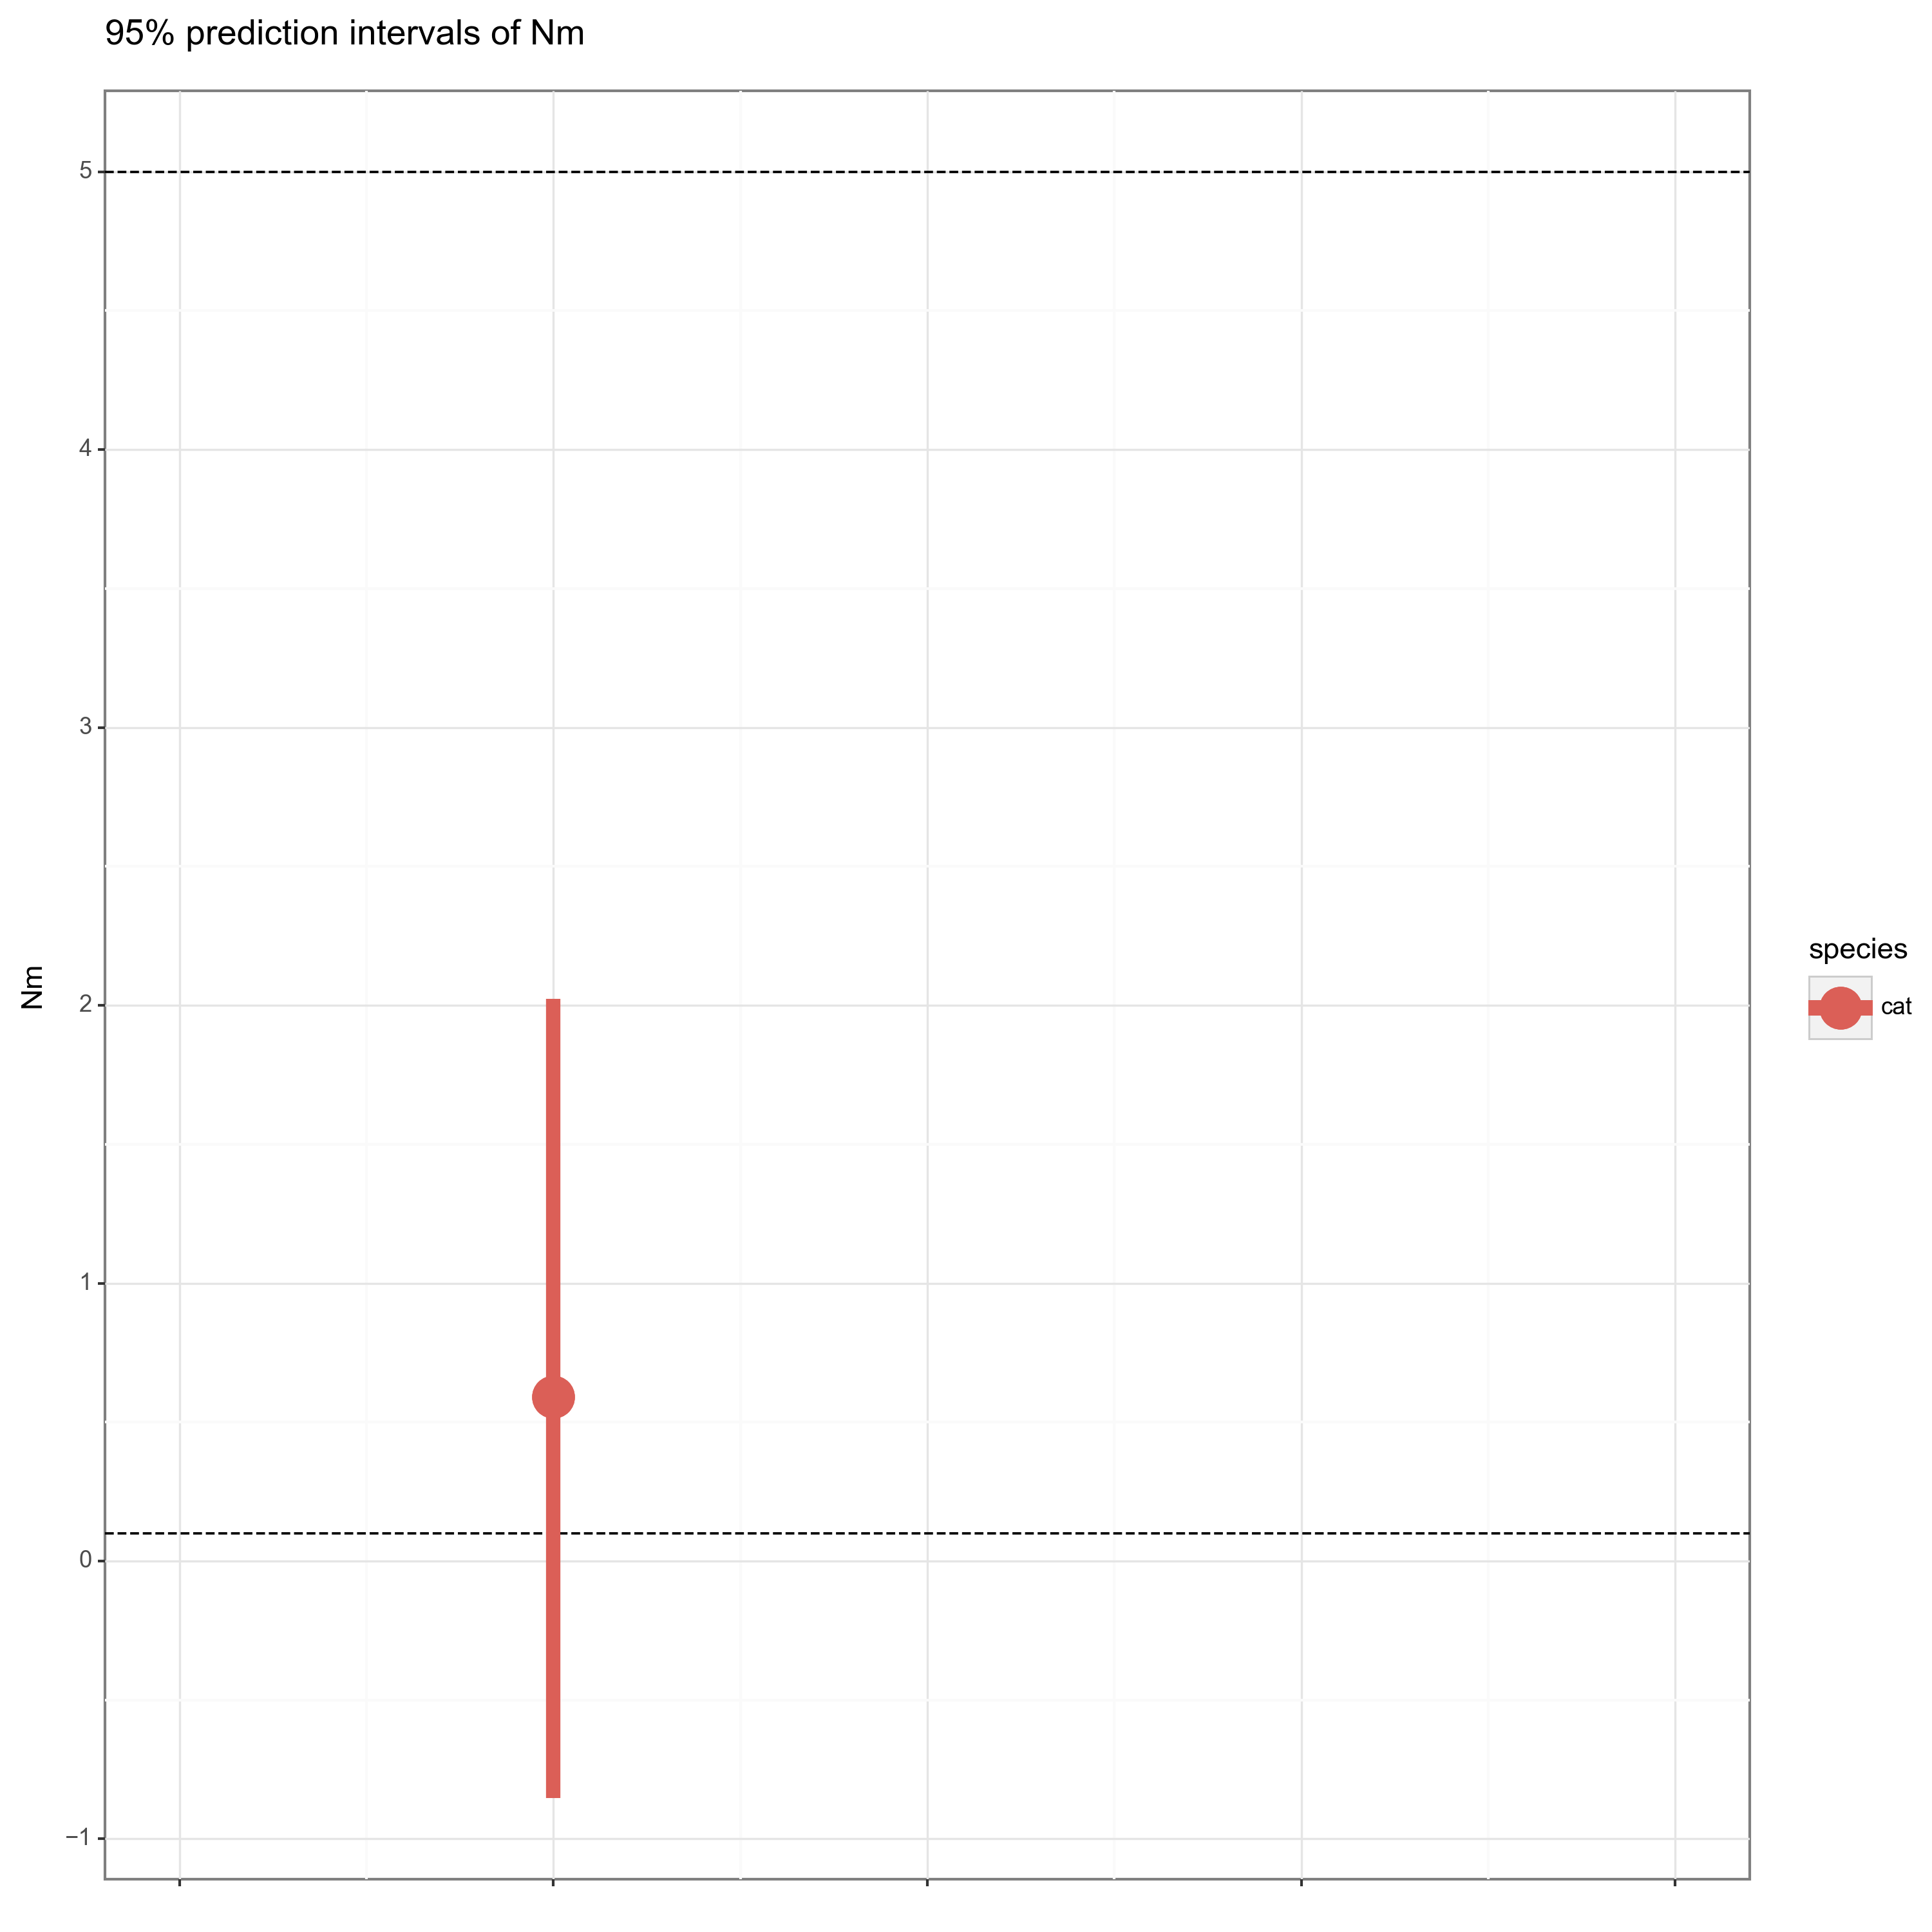 95% prediction intervals of Nm
5
4
3
2
1
0
−1
Nm
species
cat